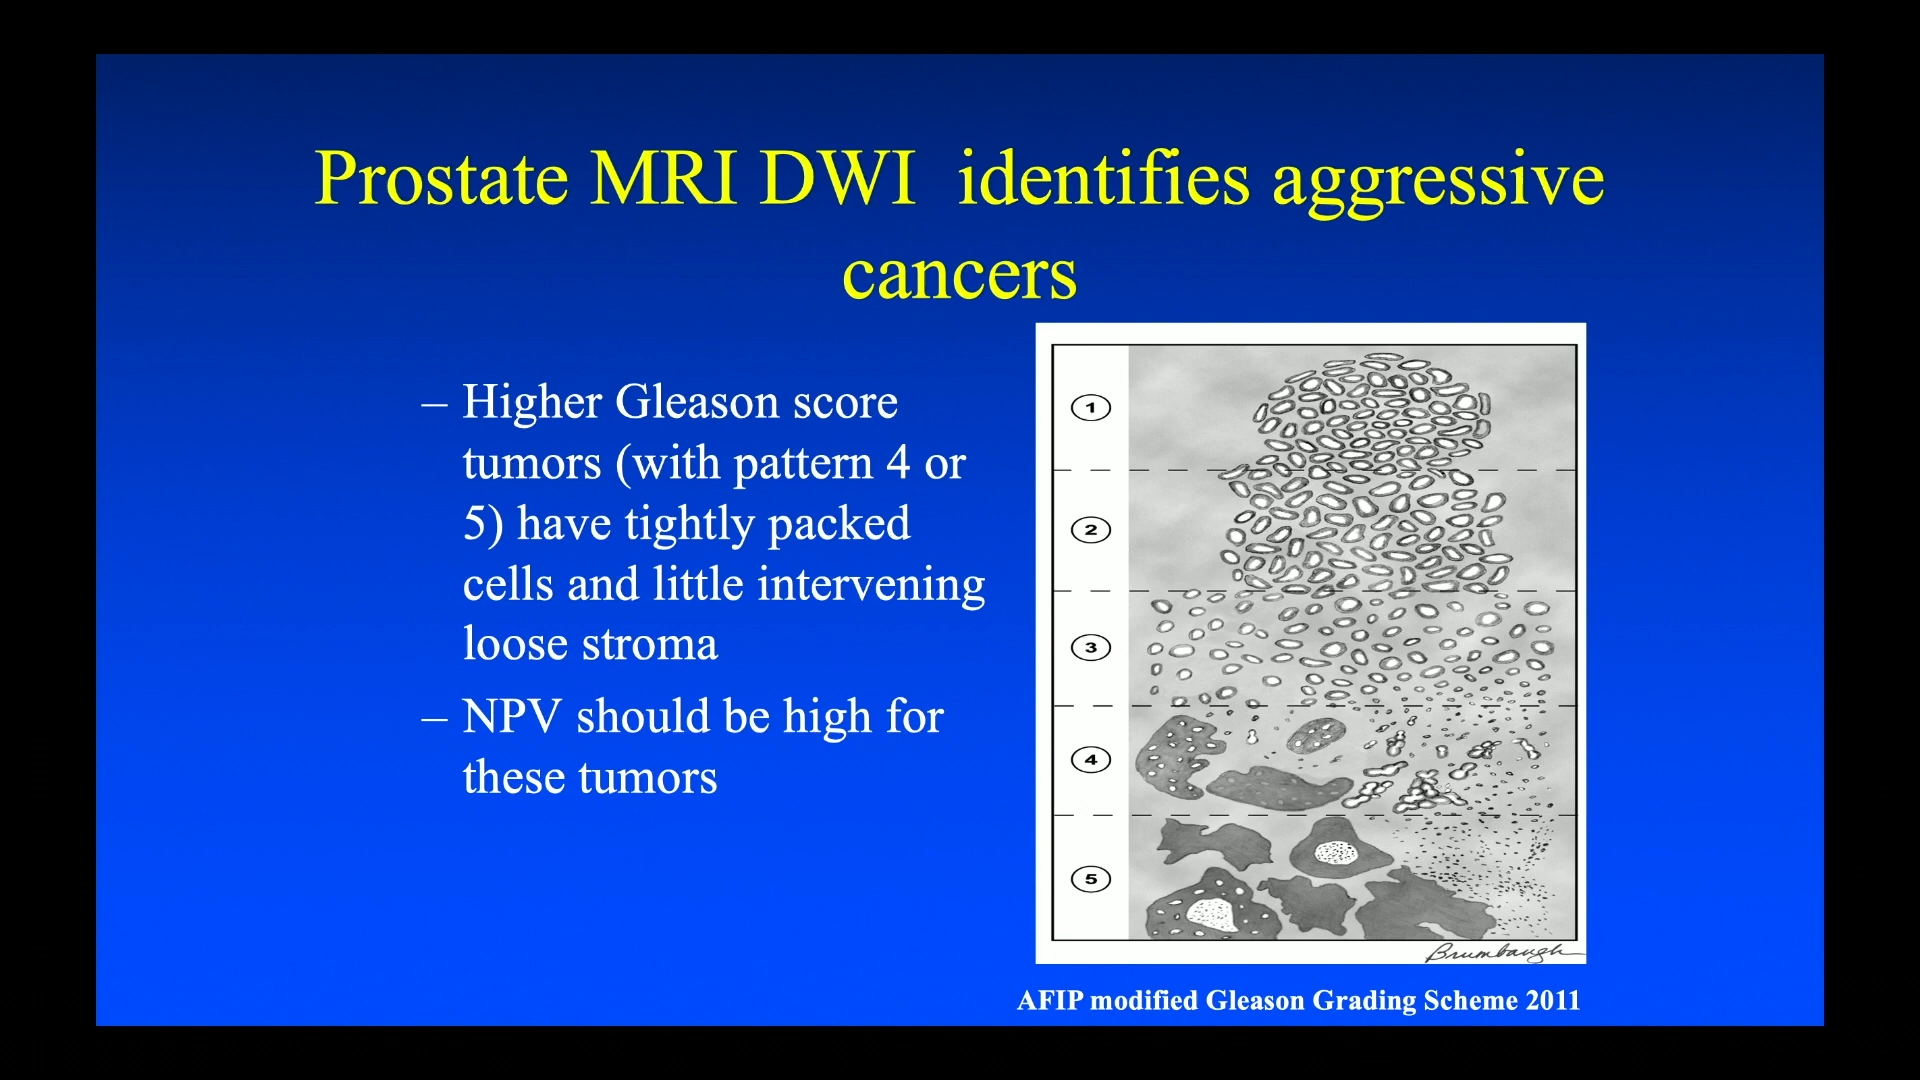 Prostate MRI DWI  identifies aggressive
cancers
– Higher Gleason score
tumors (with pattern 4 or
5) have tightly packed
cells and little intervening
loose stroma
– NPV should be high for
these tumors
1
2
3
4
5
Brumbaugh
AFIP modified Gleason Grading Scheme 2011